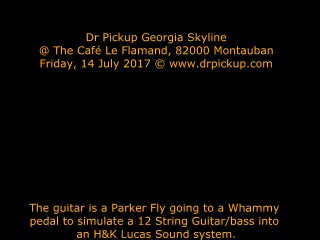 Dr Pickup Georgia Skyline
@ The Café Le Flamand, 82000 Montauban
Friday, 14 July 2017 © www.drpickup.com
The guitar is a Parker Fly going to a Whammy
pedal to simulate a 12 String Guitar/bass into
an H&K Lucas Sound system.